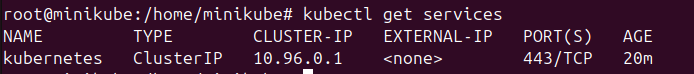 root@minikube:/home/minikube# kubectl get services
NAME         TYPE        CLUSTER-IP   EXTERNAL-IP   PORT(S)   AGE
kubernetes   ClusterIP   10.96.0.1    <none>        443/TCP   20m